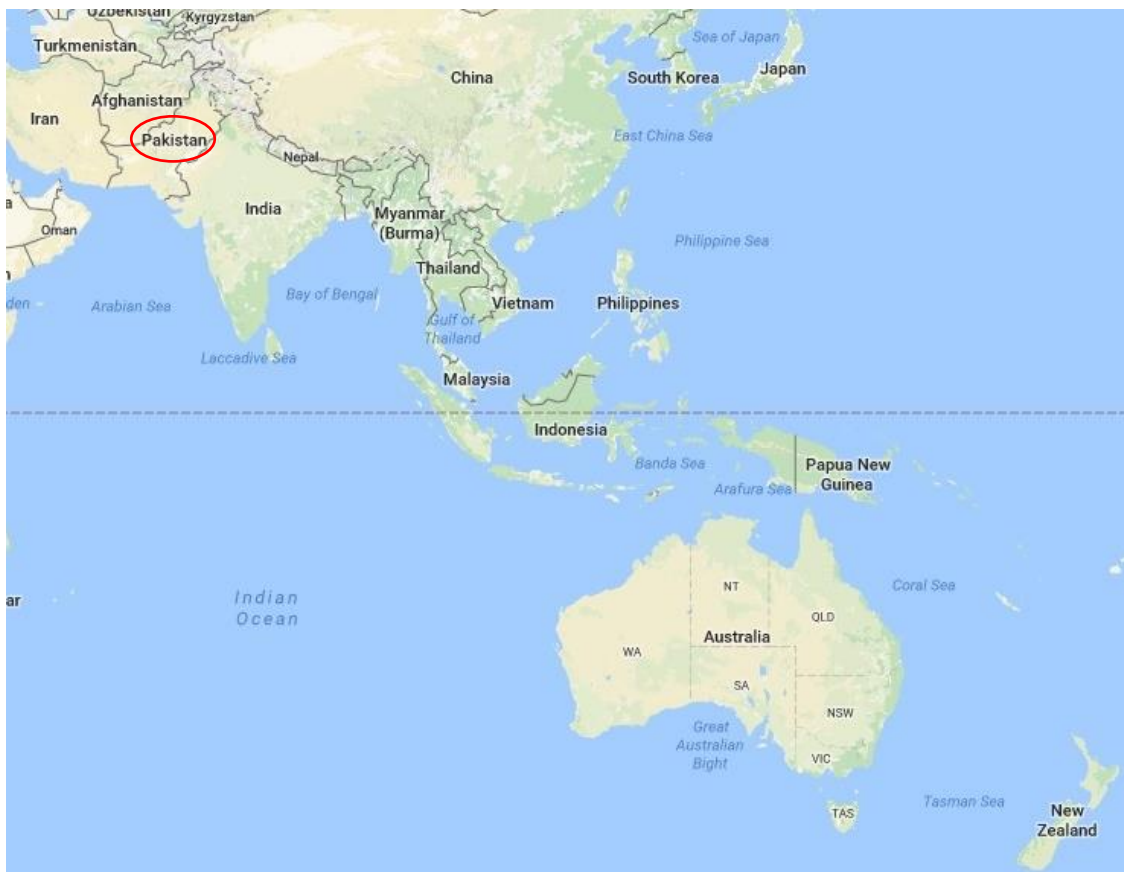 Uzbekistan
Kyrgyzstan
Turkmenistan
Sea of Japan
China
South Korea
Japan
Afghanistan
Iran
East China Sea
Pakistan
Nepal
India
Myanmar
(Burma)
Oman
Philippine Sea
Thailand
Bay of Bengal
Arabian Sea
Vietnam
Philippines
Gulf of
Thailand
Laccadive Sea
Malaysia
Indonesia
Banda Sea
Papua New
Guinea
Arafura Sea
NT
Coral Sea
ar
Indian
Ocean
QLD
Australia
WA
SA
NSW
Great
Australian
Bight
VIC
Tasman Sea
TAS
New
Zealand